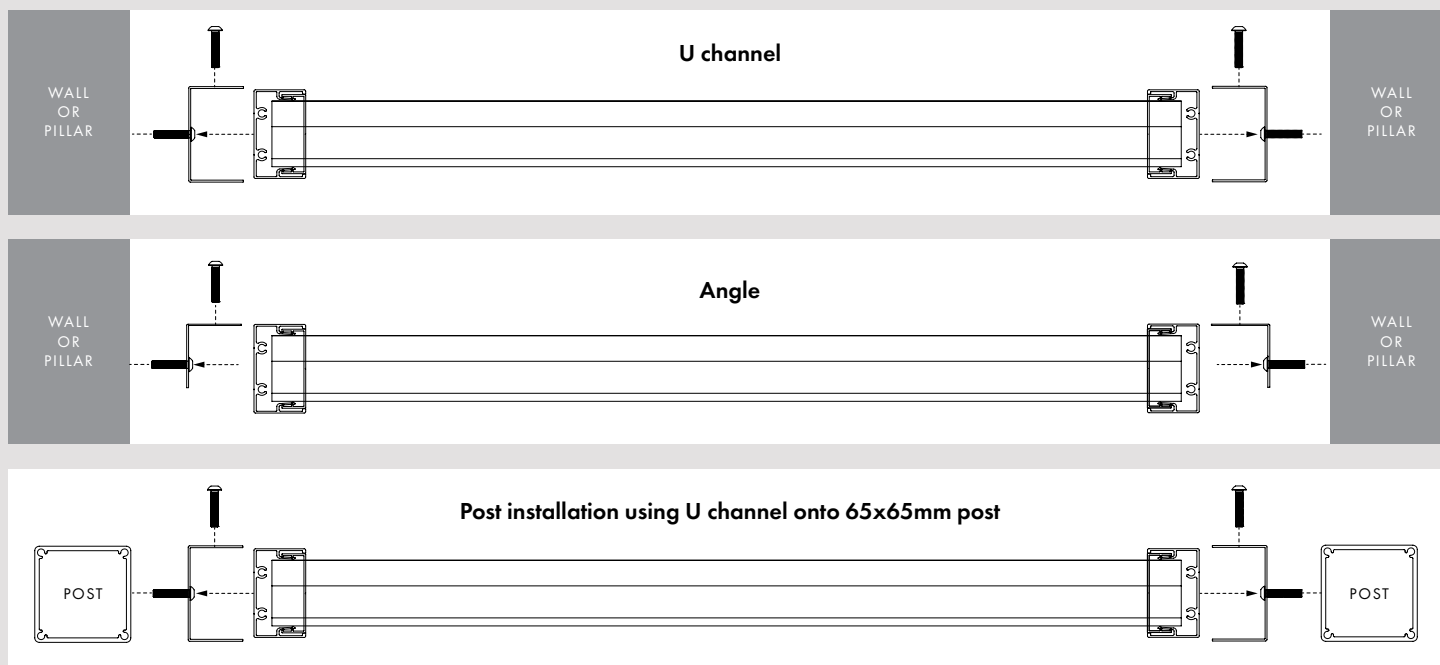 U channel
WALL
OR
PILLAR
WALL
OR
PILLAR
Angle
WALL
OR
PILLAR
WALL
OR
PILLAR
Post installation using U channel onto 65x65mm post
POST
POST